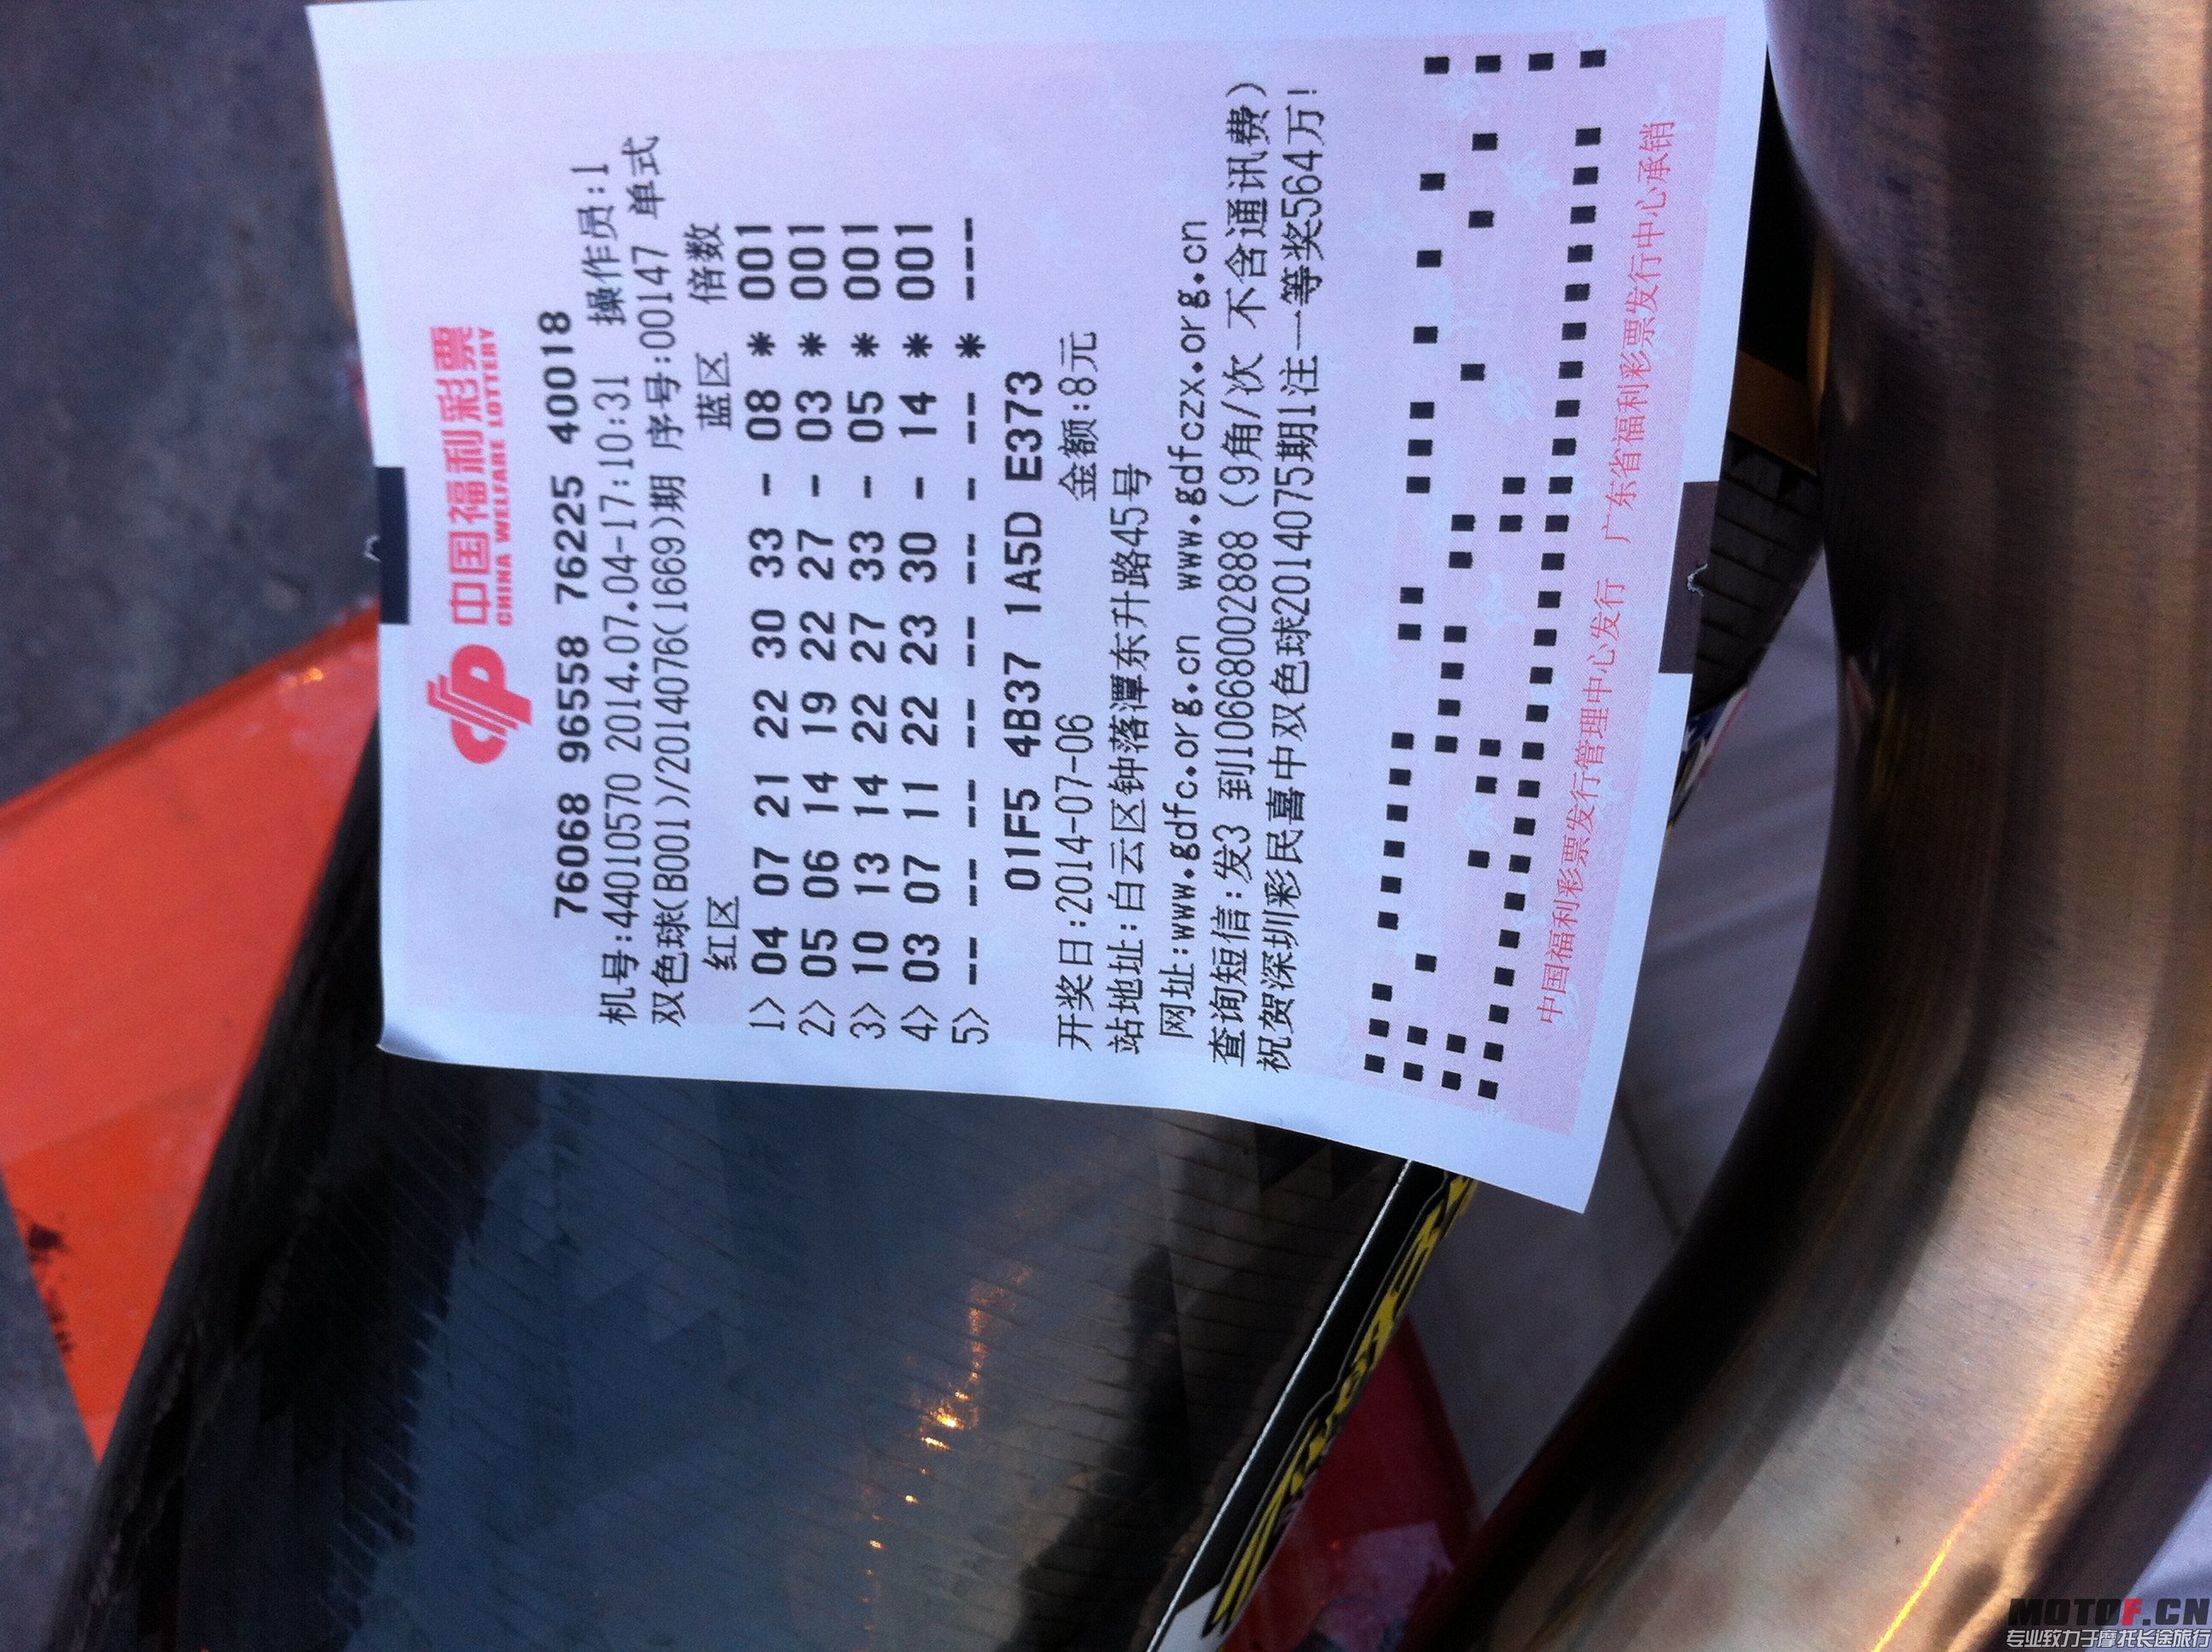 中国福利彩票
CHINA WELFARE LOTTERY
76068 96558 76225 40018
机号:44010570 2014.07.04-17:10:31 操作员:1
双色球(B001)/2014076(1669)期 序号:00147 单式
红区 蓝区 倍数
1> 04 07 21 22 30 33 - 08 * 001
2> 05 06 14 19 22 27 - 03 * 001
3> 10 13 14 22 27 33 - 05 * 001
4> 03 07 11 22 23 30 - 14 * 001
5> -- -- -- -- -- -- - -- * ---
01F5 4B37 1A5D E373
开奖日:2014-07-06 金额:8元
站地址:白云区钟落潭东升路45号
网址:www.gdfc.org.cn www.gdfczx.org.cn
查询短信:发3 到10668002888(9角/次 不含通讯费)
祝贺深圳彩民喜中双色球2014075期1注一等奖564万!
中国福利彩票发行管理中心发行 广东省福利彩票发行中心承销
MOTOF.CN
专业致力于摩托长途旅行